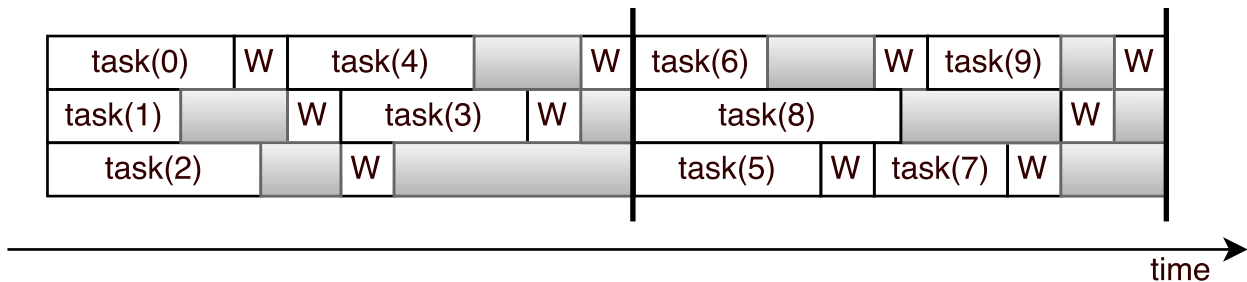 task(0) W task(4) W task(6) W task(9) W
task(1) W task(3) W task(8) W
task(2) W task(5) W task(7) W
time